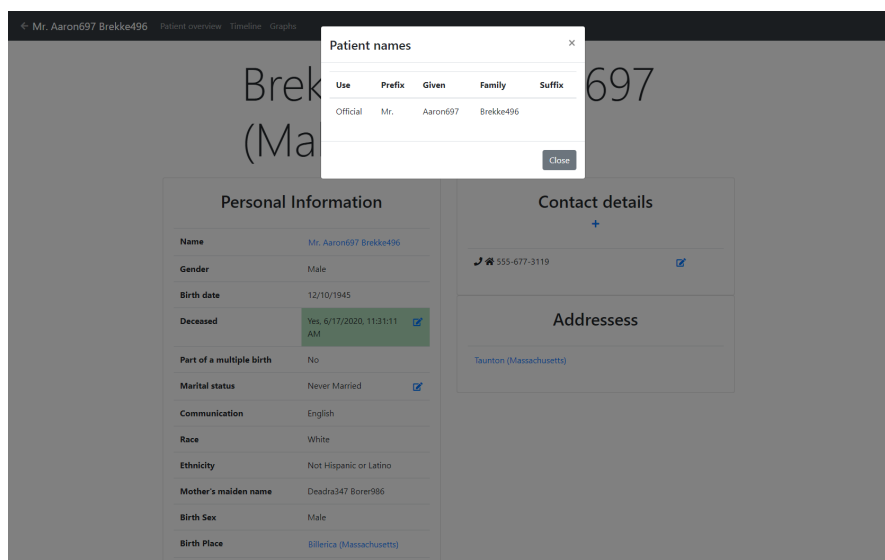 ← Mr. Aaron697 Brekke496 Patient overview Timeline Graphs
Patient names ×
Use Prefix Given Family Suffix
Official Mr. Aaron697 Brekke496
Close
Brek 697
(Mal
Personal Information
Name Mr. Aaron697 Brekke496
Gender Male
Birth date 12/10/1945
Deceased Yes, 6/17/2020, 11:31:11
AM
Part of a multiple birth No
Marital status Never Married
Communication English
Race White
Ethnicity Not Hispanic or Latino
Mother's maiden name Deadra347 Borer986
Birth Sex Male
Birth Place Billerica (Massachusetts)
Contact details
+
555-677-3119
Addressess
Taunton (Massachusetts)